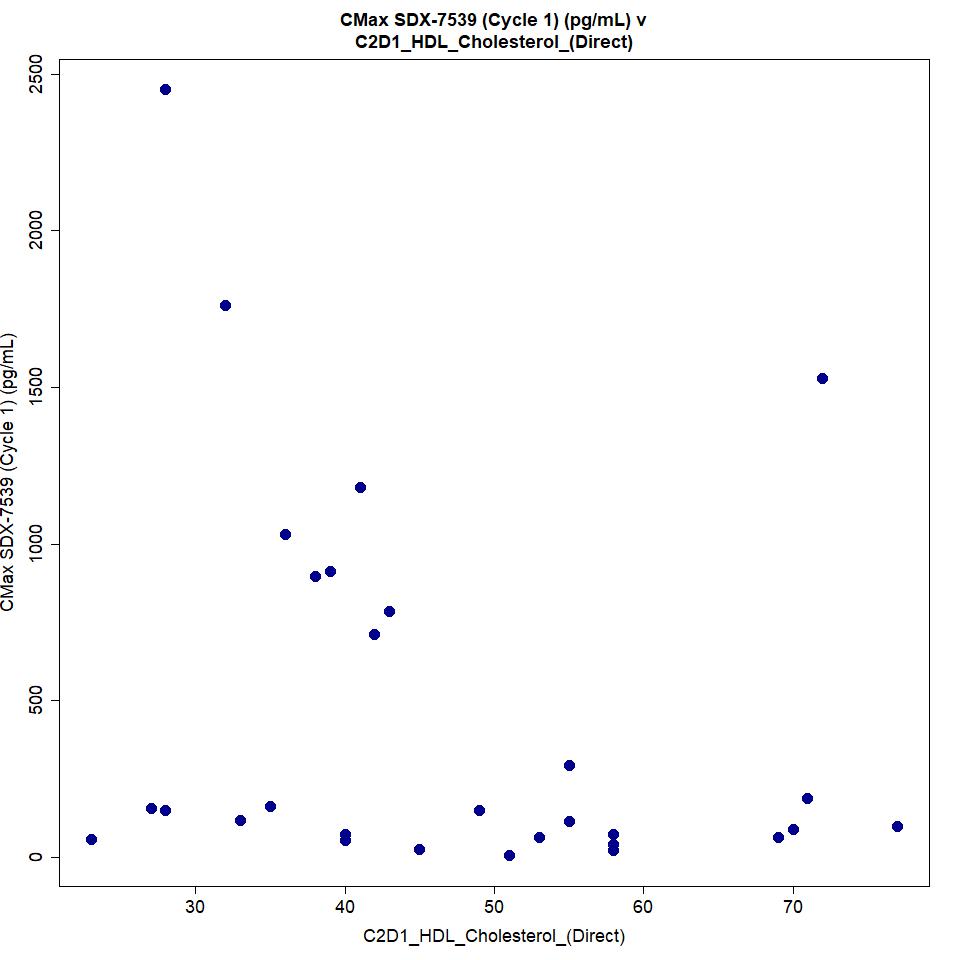 CMax SDX-7539 (Cycle 1) (pg/mL) v
C2D1_HDL_Cholesterol_(Direct)
2500
2000
1500
1000
500
0
CMax SDX-7539 (Cycle 1) (pg/mL)
30
40
50
60
70
C2D1_HDL_Cholesterol_(Direct)